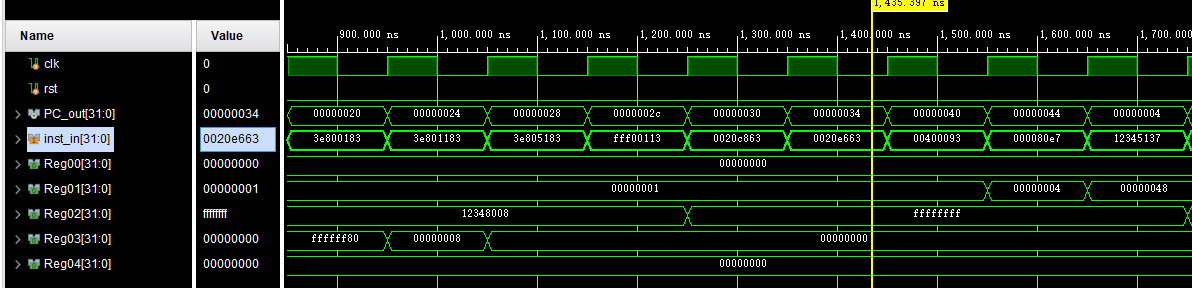 1,435.397 ns
Name Value
900.000 ns 1,000.000 ns 1,100.000 ns 1,200.000 ns 1,300.000 ns 1,400.000 ns 1,500.000 ns 1,600.000 ns 1,700.000
clk 0
rst 0
PC_out[31:0] 00000034 00000020 00000024 00000028 0000002c 00000030 00000034 00000040 00000044 00000004
inst_in[31:0] 0020e663 3e800183 3e801183 3e805183 fff00113 0020e863 0020e663 00400093 000080e7 12345137
Reg00[31:0] 00000000 00000000
Reg01[31:0] 00000001 00000001 00000004 00000048
Reg02[31:0] ffffffff 12348008 ffffffff
Reg03[31:0] 00000000 ffffff80 00000008 00000000
Reg04[31:0] 00000000 00000000